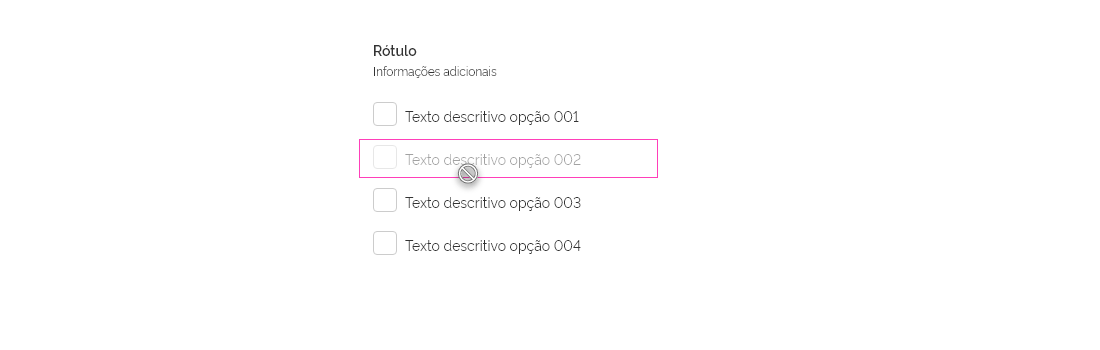 Rótulo
Informações adicionais
Texto descritivo opção 001
Texto descritivo opção 002
Texto descritivo opção 003
Texto descritivo opção 004